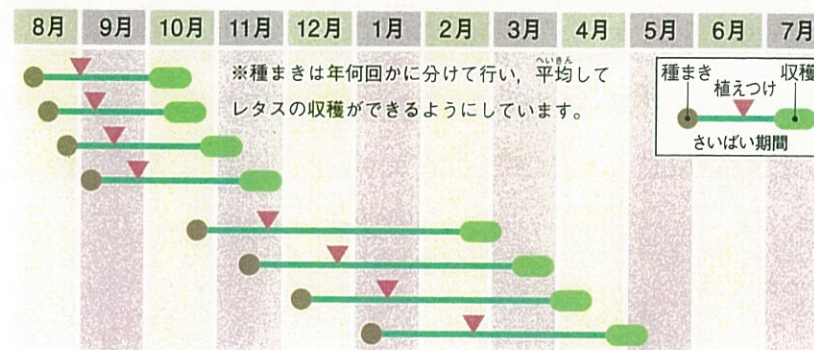 8月 9月 10月 11月 12月 1月 2月 3月 4月 5月 6月 7月
※種まきは年何回かに分けて行い，平均して
へいきん
レタスの収穫ができるようにしています。
種まき 植えつけ 収穫
さいばい期間